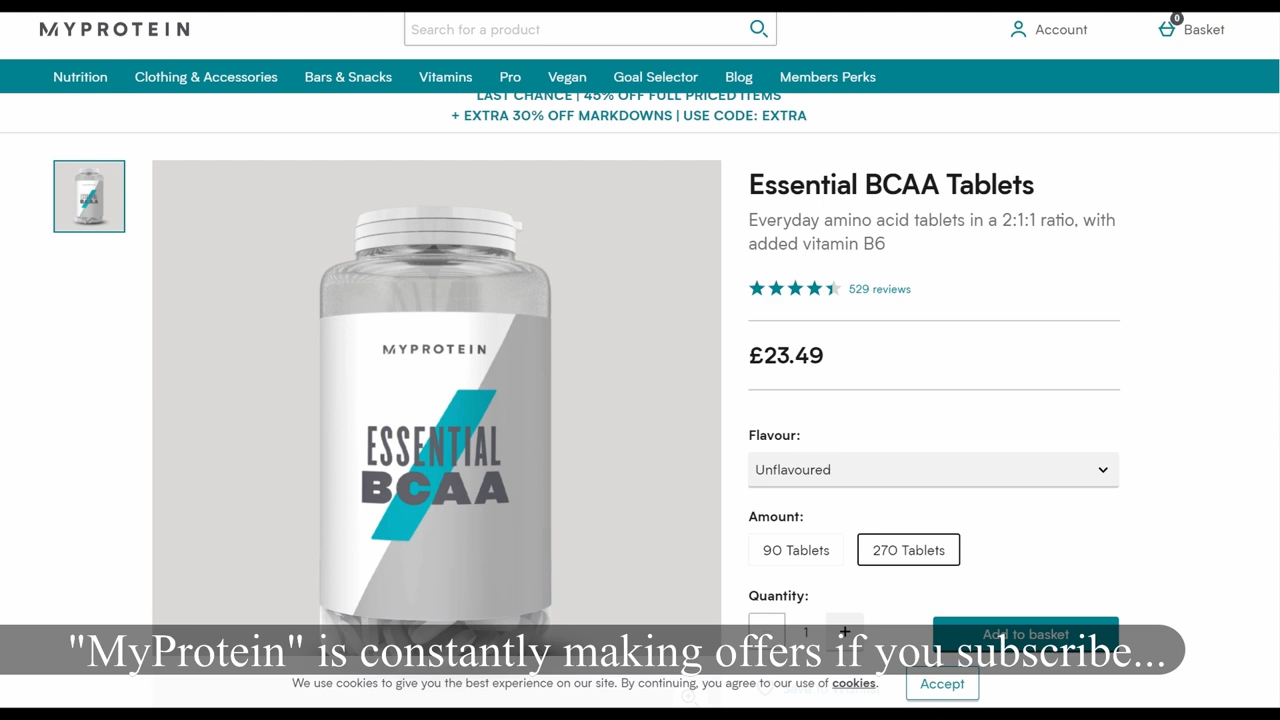 MYPROTEIN
Search for a product
Account
0
Basket
Nutrition Clothing & Accessories Bars & Snacks Vitamins Pro Vegan Goal Selector Blog Members Perks
LAST CHANCE | 45% OFF FULL PRICED ITEMS
+ EXTRA 30% OFF MARKDOWNS | USE CODE: EXTRA
Essential BCAA Tablets
Everyday amino acid tablets in a 2:1:1 ratio, with
added vitamin B6
529 reviews
£23.49
MYPROTEIN
ESSENTIAL
BCAA
Flavour:
Unflavoured
Amount:
90 Tablets 270 Tablets
Quantity:
1 +
Add to basket
"MyProtein" is constantly making offers if you subscribe...
We use cookies to give you the best experience on our site. By continuing, you agree to our use of cookies.
Accept